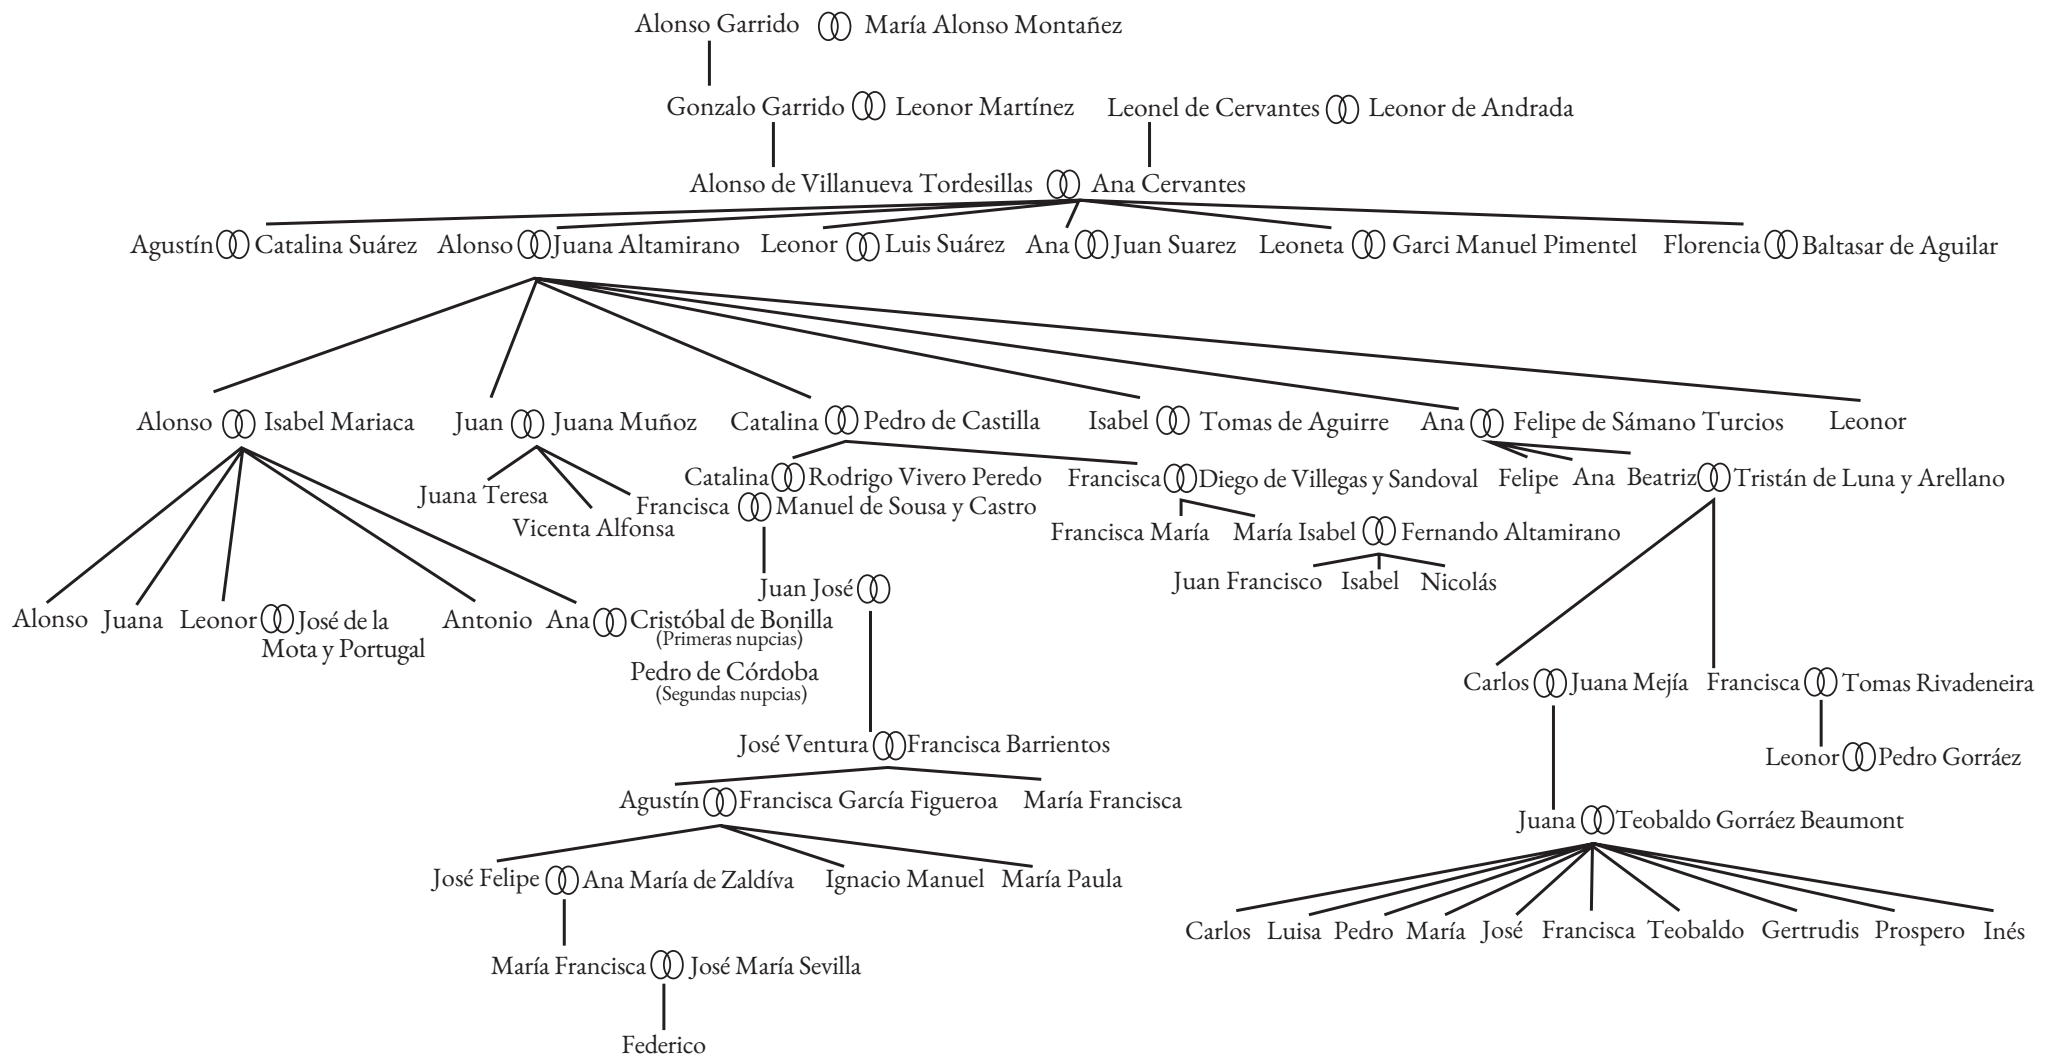 Alonso Garrido María Alonso Montañez
Gonzalo Garrido Leonor Martínez Leonel de Cervantes Leonor de Andrada
Alonso de Villanueva Tordesillas Ana Cervantes
Agustín Catalina Suárez Alonso Juana Altamirano Leonor Luis Suárez Ana Juan Suarez Leoneta Garci Manuel Pimentel Florencia Baltasar de Aguilar
Alonso Isabel Mariaca Juan Juana Muñoz Catalina Pedro de Castilla Isabel Tomas de Aguirre Ana Felipe de Sámano Turcios Leonor
Catalina Rodrigo Vivero Peredo Francisca Diego de Villegas y Sandoval Felipe Ana Beatriz Tristán de Luna y Arellano
Juana Teresa
Francisca Manuel de Sousa y Castro
Vicenta Alfonsa
Francisca María María Isabel Fernando Altamirano
Juan Francisco Isabel Nicolás
Juan José
Alonso Juana Leonor José de la Antonio Ana Cristóbal de Bonilla
(Primeras nupcias)
Mota y Portugal
Pedro de Córdoba
(Segundas nupcias)
Carlos Juana Mejía Francisca Tomas Rivadeneira
José Ventura Francisca Barrientos
Leonor Pedro Gorráez
Agustín Francisca García Figueroa María Francisca
Juana Teobaldo Gorráez Beaumont
José Felipe Ana María de Zaldíva Ignacio Manuel María Paula
Carlos Luisa Pedro María José Francisca Teobaldo Gertrudis Prospero Inés
María Francisca José María Sevilla
Federico